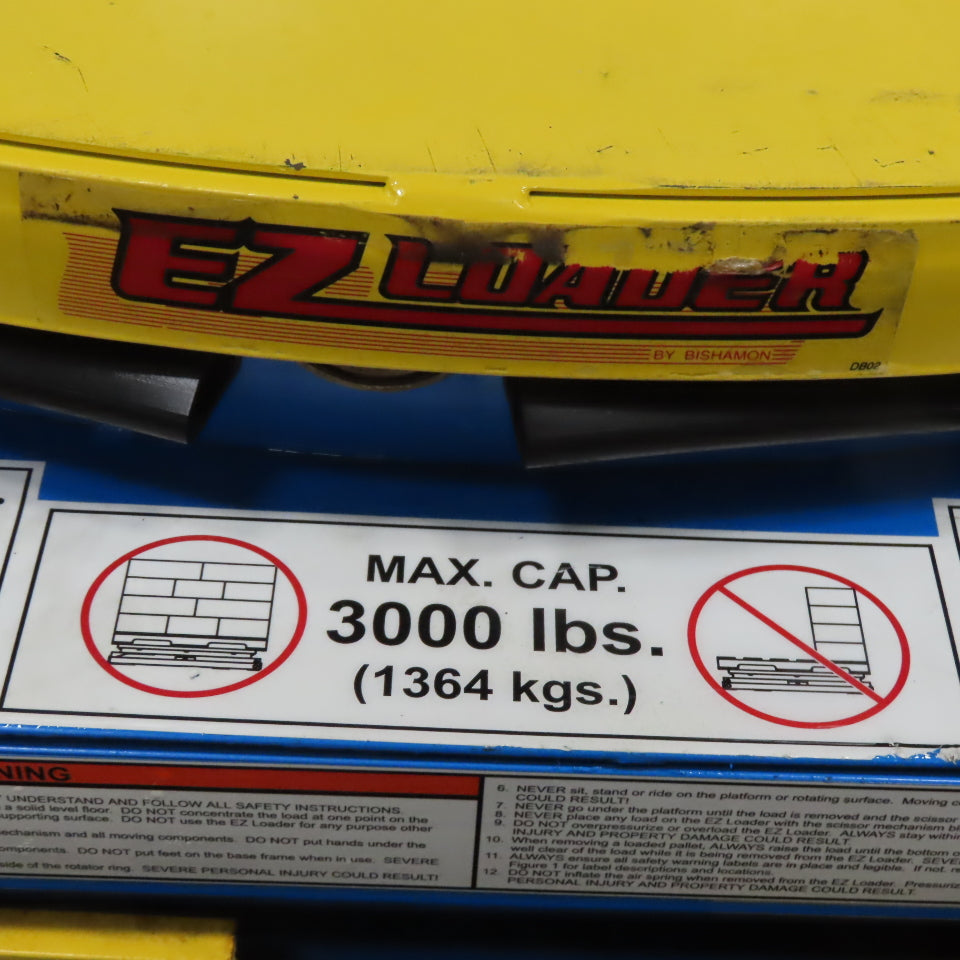 EZ LOADER
BY BISHAMON
DB02
MAX. CAP.
3000 lbs.
(1364 kgs.)
NING
UNDERSTAND AND FOLLOW ALL SAFETY INSTRUCTIONS.
a solid level floor. DO NOT concentrate the load at one point on the
supporting surface. DO NOT use the EZ Loader for any purpose other
mechanism and all moving components. DO NOT put hands under the
components. DO NOT put feet on the base frame when in use. SEVERE
side of the rotator ring. SEVERE PERSONAL INJURY COULD RESULT!
6. NEVER sit, stand or ride on the platform or rotating surface. Moving
COULD RESULT!
7. NEVER go under the platform until the load is removed and the scissor
8. NEVER place any load on the EZ Loader with the scissor mechanism
9. DO NOT overpressurize or overload the EZ Loader. ALWAYS stay within
INJURY AND PROPERTY DAMAGE COULD RESULT.
10. When removing a loaded pallet, ALWAYS raise the load until the bottom
well clear of the load while it is being removed from the EZ Loader.
11. ALWAYS ensure all safety warning labels are in place and legible. If not,
Figure 1 for label descriptions and locations.
12. DO NOT inflate the air spring when removed from the EZ Loader.
PERSONAL INJURY AND PROPERTY DAMAGE COULD RESULT.